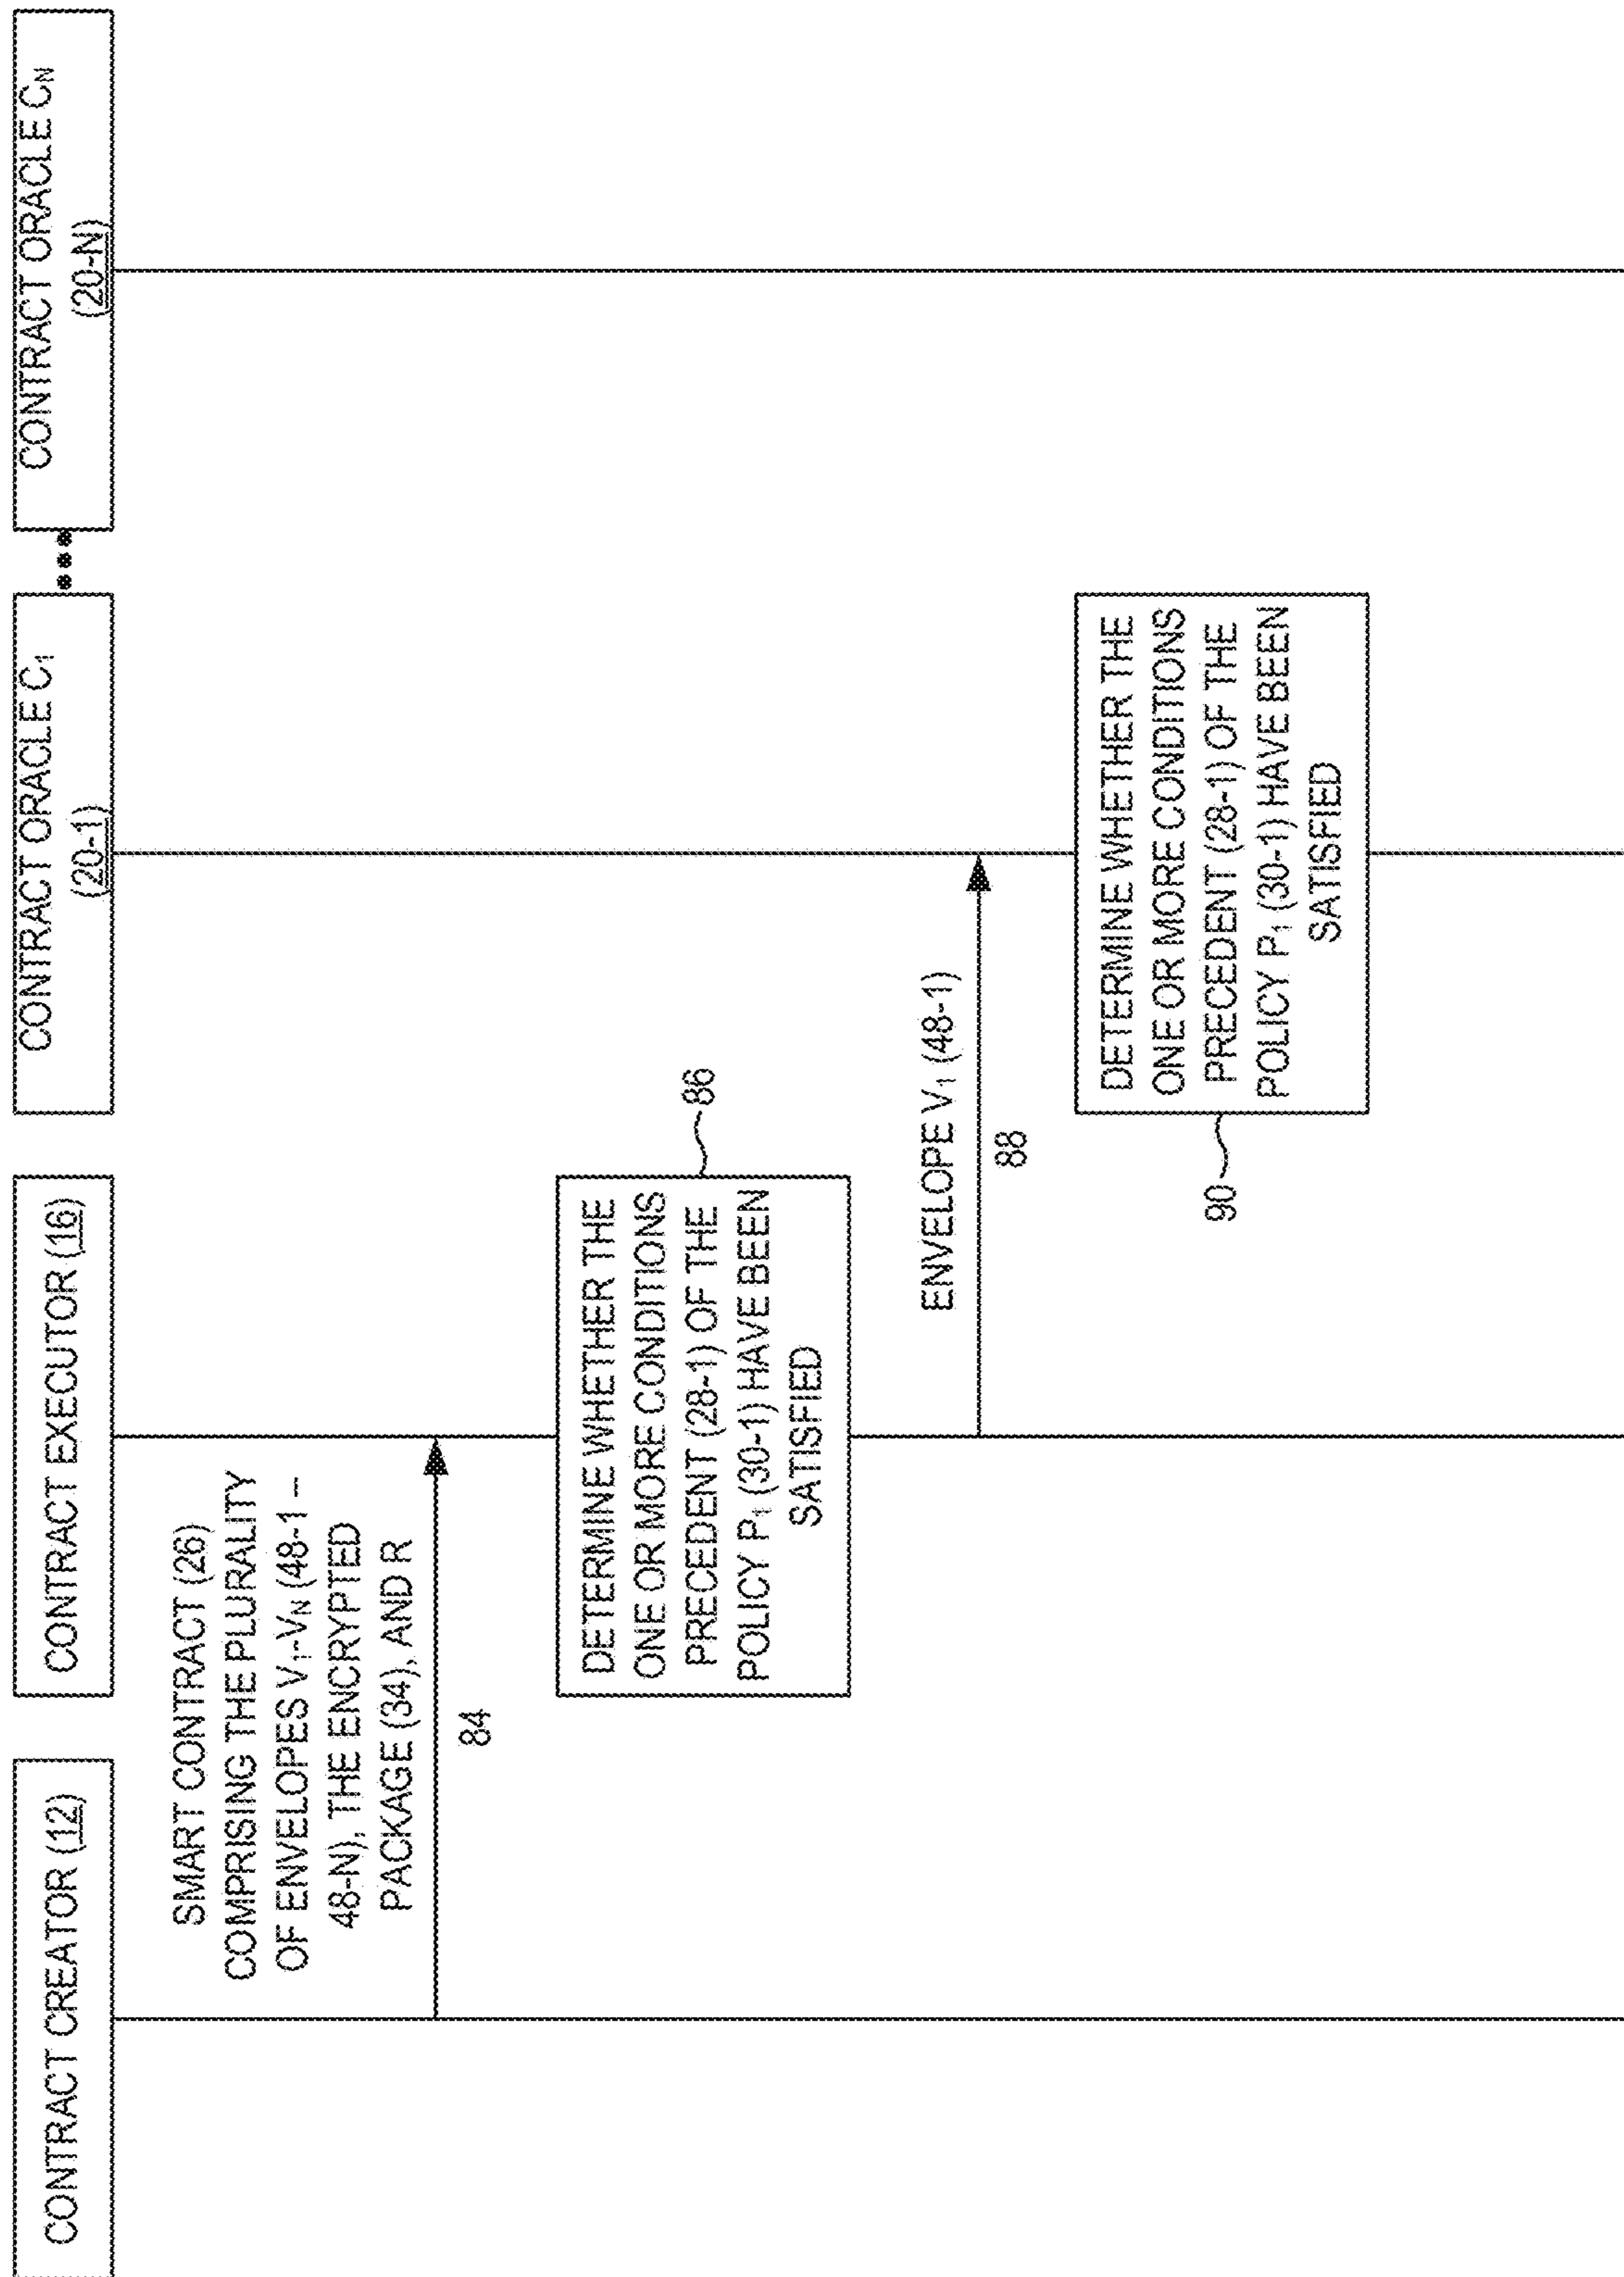 CONTRACT CREATOR (12)
CONTRACT EXECUTOR (16)
CONTRACT ORACLE C₁
(20-1)
CONTRACT ORACLE Cₙ
(20-N)
SMART CONTRACT (26)
COMPRISING THE PLURALITY
OF ENVELOPES V₁-Vₙ (48-1 –
48-N), THE ENCRYPTED
PACKAGE (34), AND R
84
DETERMINE WHETHER THE
ONE OR MORE CONDITIONS
PRECEDENT (28-1) OF THE
POLICY P₁ (30-1) HAVE BEEN
SATISFIED
86
ENVELOPE V₁ (48-1)
88
DETERMINE WHETHER THE
ONE OR MORE CONDITIONS
PRECEDENT (28-1) OF THE
POLICY P₁ (30-1) HAVE BEEN
SATISFIED
90